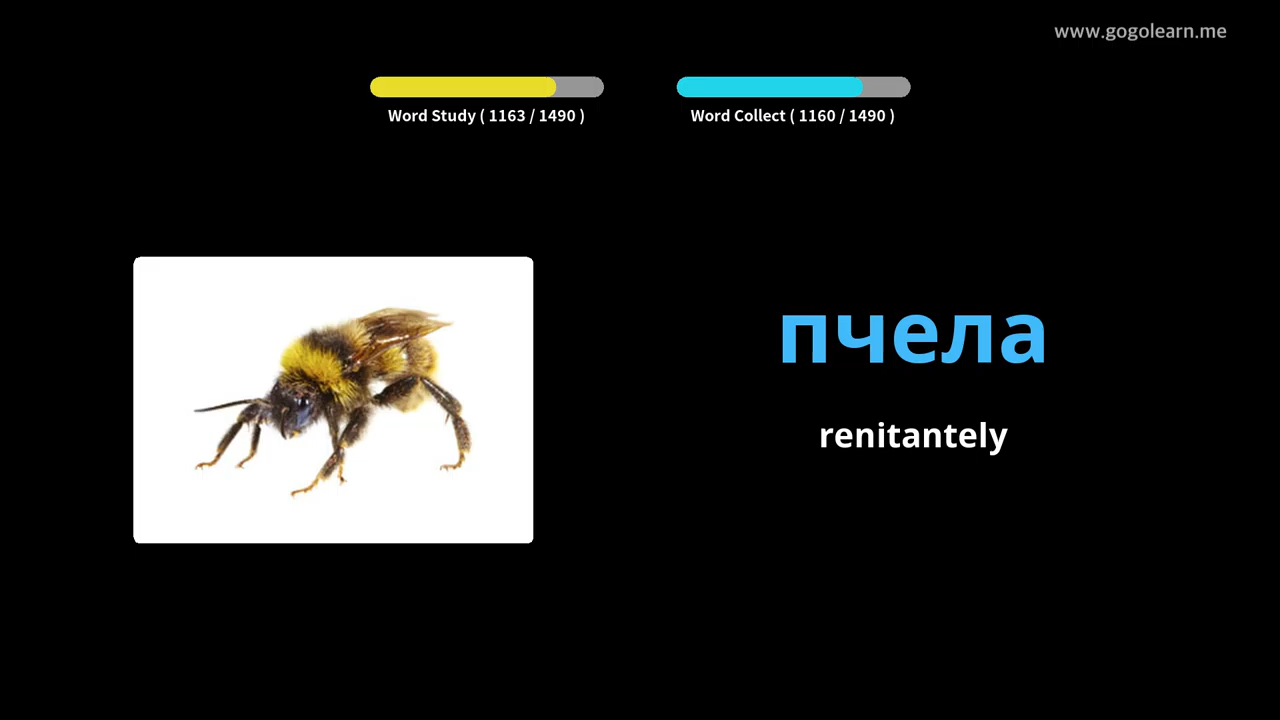 www.gogolearn.me
Word Study ( 1163 / 1490 )
Word Collect ( 1160 / 1490 )
пчела
renitantely